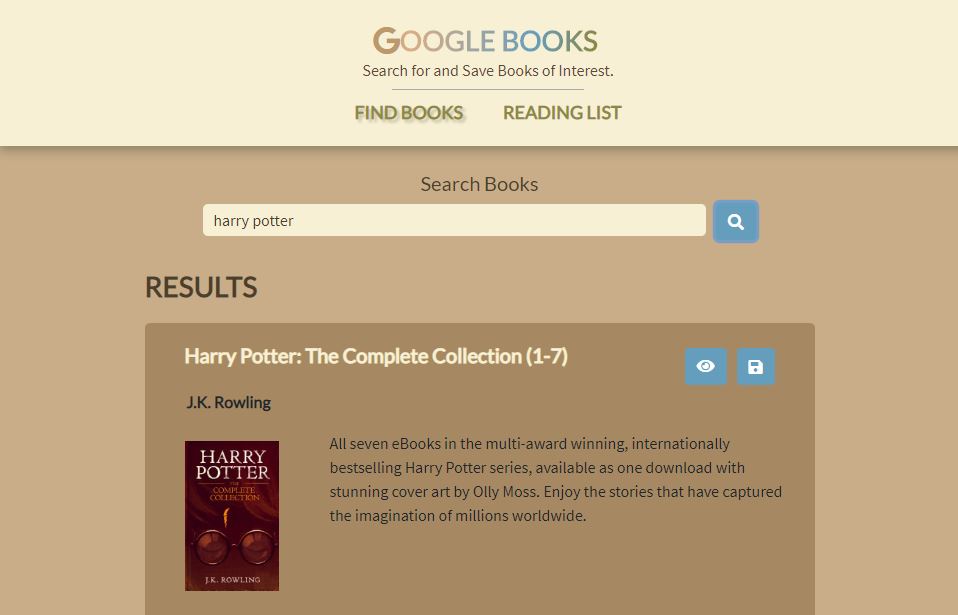 GOOGLE BOOKS
Search for and Save Books of Interest.
FIND BOOKS READING LIST
Search Books
harry potter
RESULTS
Harry Potter: The Complete Collection (1-7)
J.K. Rowling
All seven eBooks in the multi-award winning, internationally
bestselling Harry Potter series, available as one download with
stunning cover art by Olly Moss. Enjoy the stories that have captured
the imagination of millions worldwide.
HARRY
POTTER
THE
COMPLETE
COLLECTION
J.K. ROWLING